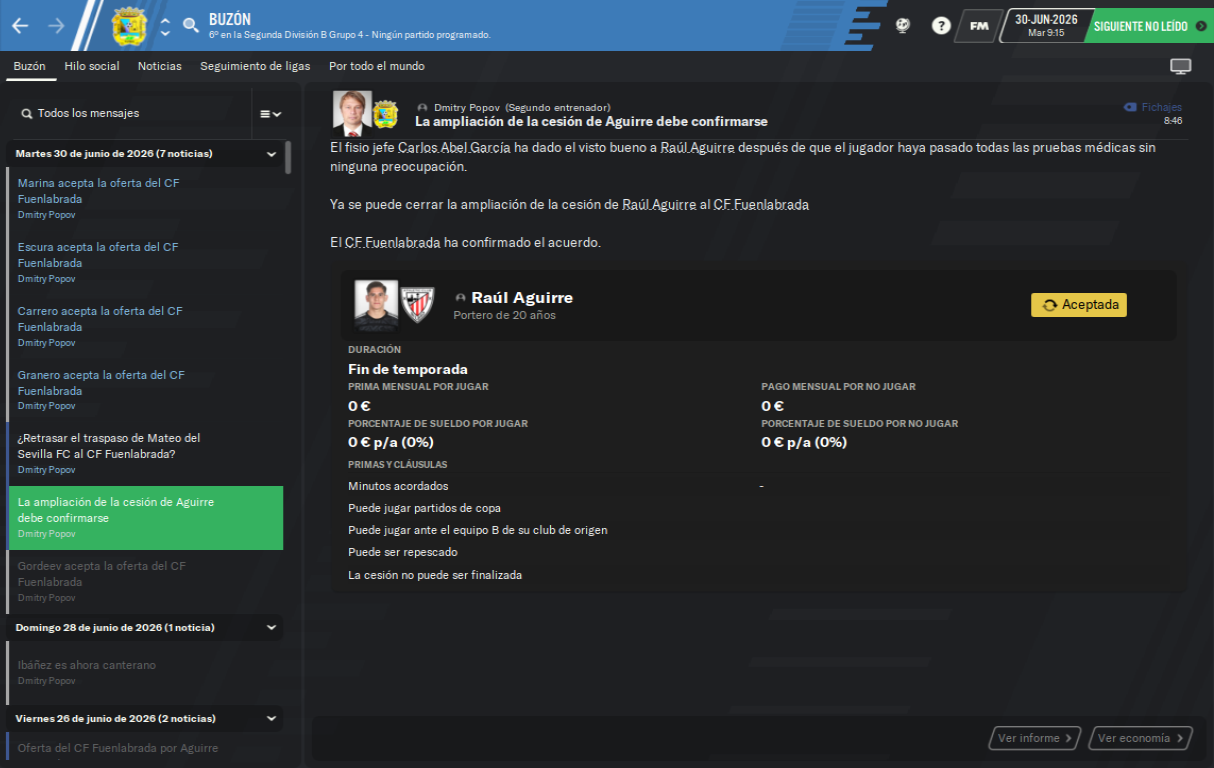 BUZÓN
6º en la Segunda División B Grupo 4 - Ningún partido programado.
?
FM
30-JUN-2026
Mar 9:15
SIGUIENTE NO LEÍDO
Buzón
Hilo social
Noticias
Seguimiento de ligas
Por todo el mundo
Todos los mensajes
Martes 30 de junio de 2026 (7 noticias)
Marina acepta la oferta del CF
Fuenlabrada
Dmitry Popov
Escura acepta la oferta del CF
Fuenlabrada
Dmitry Popov
Carrero acepta la oferta del CF
Fuenlabrada
Dmitry Popov
Granero acepta la oferta del CF
Fuenlabrada
Dmitry Popov
¿Retrasar el traspaso de Mateo del
Sevilla FC al CF Fuenlabrada?
Dmitry Popov
La ampliación de la cesión de Aguirre
debe confirmarse
Dmitry Popov
Gordeev acepta la oferta del CF
Fuenlabrada
Dmitry Popov
Domingo 28 de junio de 2026 (1 noticia)
Ibáñez es ahora canterano
Dmitry Popov
Viernes 26 de junio de 2026 (2 noticias)
Oferta del CF Fuenlabrada por Aguirre
Dmitry Popov (Segundo entrenador)
La ampliación de la cesión de Aguirre debe confirmarse
Fichajes
8:46
El fisio jefe Carlos Abel García ha dado el visto bueno a Raúl Aguirre después de que el jugador haya pasado todas las pruebas médicas sin
ninguna preocupación.
Ya se puede cerrar la ampliación de la cesión de Raúl Aguirre al CF Fuenlabrada
El CF Fuenlabrada ha confirmado el acuerdo.
Raúl Aguirre
Portero de 20 años
Aceptada
DURACIÓN
Fin de temporada
PRIMA MENSUAL POR JUGAR
PAGO MENSUAL POR NO JUGAR
0 €
0 €
PORCENTAJE DE SUELDO POR JUGAR
PORCENTAJE DE SUELDO POR NO JUGAR
0 € p/a (0%)
0 € p/a (0%)
PRIMAS Y CLÁUSULAS
Minutos acordados
-
Puede jugar partidos de copa
Puede jugar ante el equipo B de su club de origen
Puede ser repescado
La cesión no puede ser finalizada
Ver informe
Ver economía